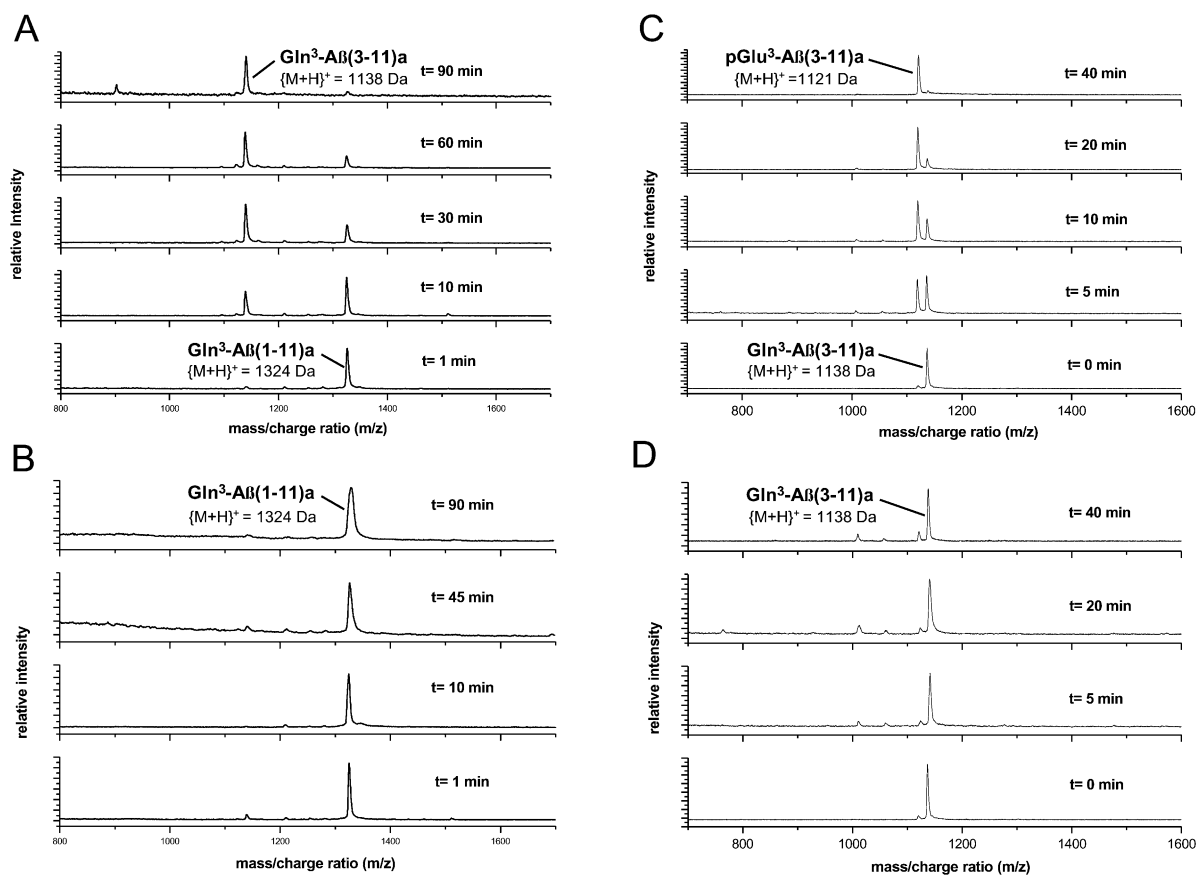 A
Gln³-Aß(3-11)a
{M+H}⁺ = 1138 Da
t= 90 min
t= 60 min
t= 30 min
t= 10 min
Gln³-Aß(1-11)a
{M+H}⁺ = 1324 Da
t= 1 min
relative Intensity
800 1000 1200 1400 1600
mass/charge ratio (m/z)
C
pGlu³-Aß(3-11)a
{M+H}⁺ =1121 Da
t= 40 min
t= 20 min
t= 10 min
t= 5 min
Gln³-Aß(3-11)a
{M+H}⁺ = 1138 Da
t= 0 min
relative intensity
800 1000 1200 1400 1600
mass/charge ratio (m/z)
B
Gln³-Aß(1-11)a
{M+H}⁺ = 1324 Da
t= 90 min
t= 45 min
t= 10 min
t= 1 min
relative intensity
800 1000 1200 1400 1600
mass/charge ratio (m/z)
D
Gln³-Aß(3-11)a
{M+H}⁺ = 1138 Da
t= 40 min
t= 20 min
t= 5 min
t= 0 min
relative intensity
800 1000 1200 1400 1600
mass/charge ratio (m/z)